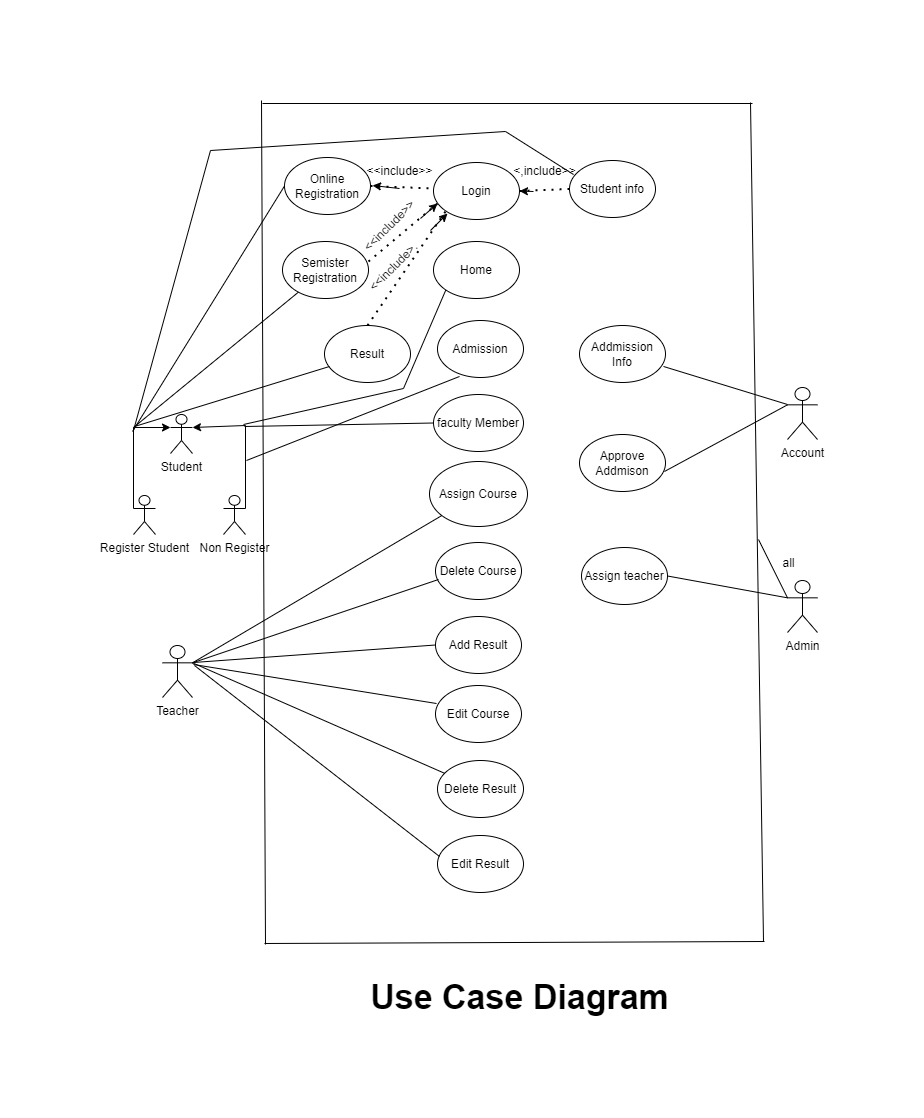 <<include>>
<,include>>
Online
Registration
Login
Student info
<<include>>
Semister
Registration
<<include>
Home
Result
Admission
Addmission
Info
faculty Member
Account
Student
Approve
Addmison
Assign Course
Register Student
Non Register
Delete Course
all
Assign teacher
Add Result
Admin
Teacher
Edit Course
Delete Result
Edit Result
Use Case Diagram